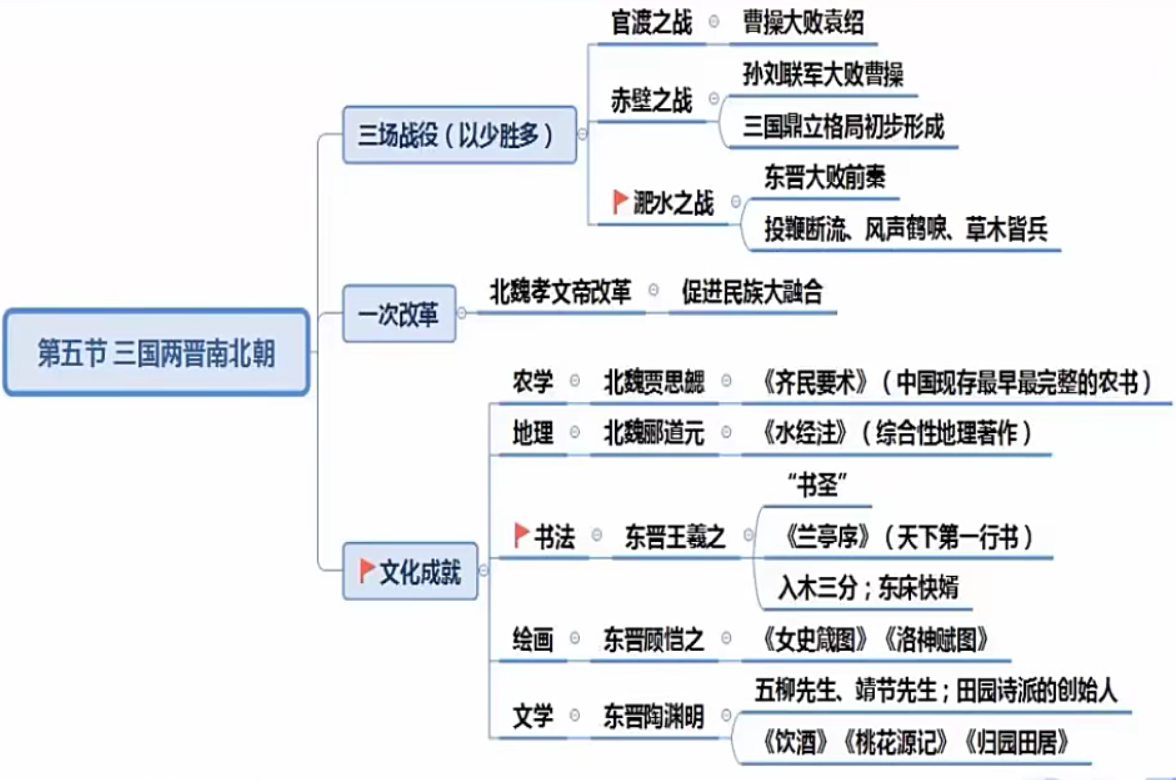 第五节 三国两晋南北朝
三场战役（以少胜多）
官渡之战
曹操大败袁绍
赤壁之战
孙刘联军大败曹操
三国鼎立格局初步形成
淝水之战
东晋大败前秦
投鞭断流、风声鹤唳、草木皆兵
一次改革
北魏孝文帝改革
促进民族大融合
文化成就
农学
北魏贾思勰
《齐民要术》（中国现存最早最完整的农书）
地理
北魏郦道元
《水经注》（综合性地理著作）
书法
东晋王羲之
“书圣”
《兰亭序》（天下第一行书）
入木三分；东床快婿
绘画
东晋顾恺之
《女史箴图》《洛神赋图》
文学
东晋陶渊明
五柳先生、靖节先生；田园诗派的创始人
《饮酒》《桃花源记》《归园田居》